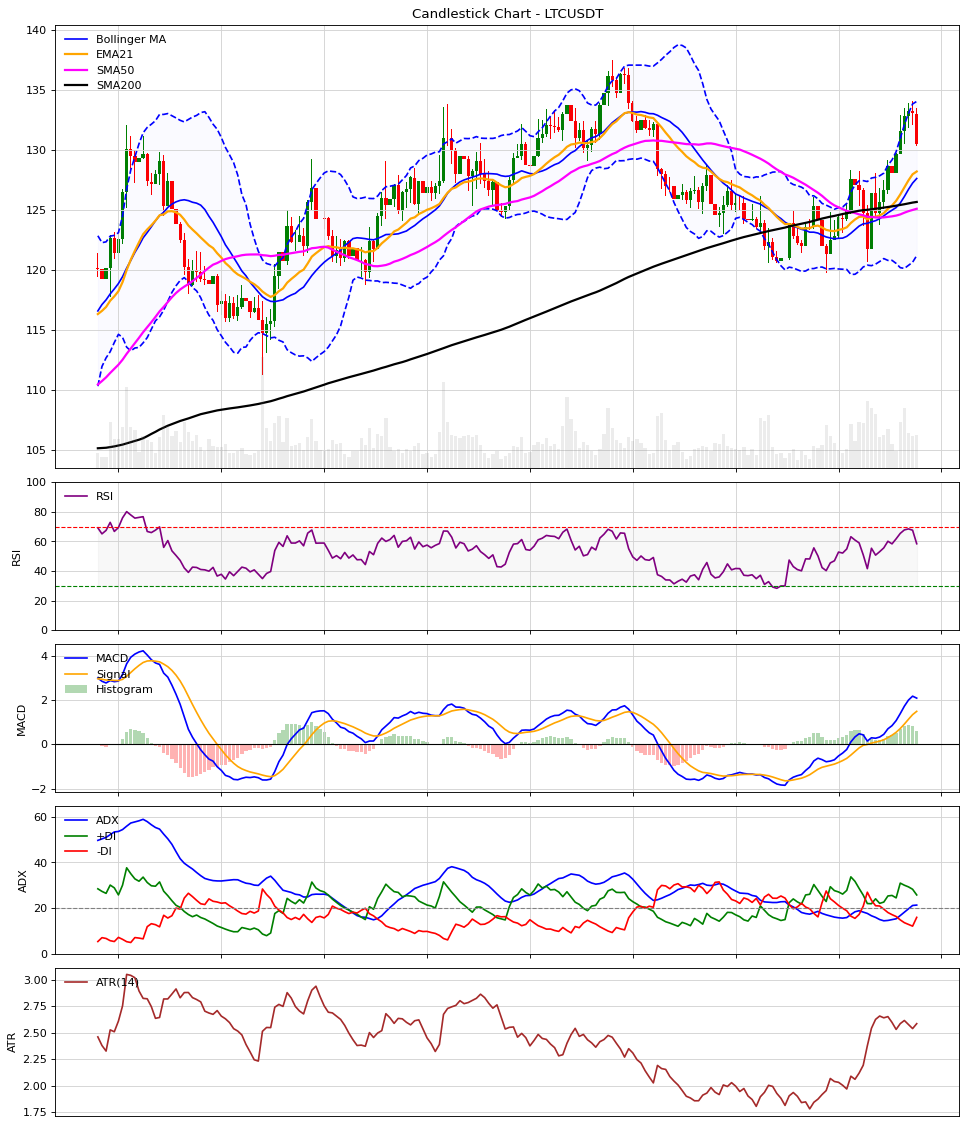 Candlestick Chart - LTCUSDT
140
135
130
125
120
115
110
105
Bollinger MA
EMA21
SMA50
SMA200
100
80
60
40
20
0
RSI
RSI
4
2
0
−2
MACD
MACD
Signal
Histogram
60
40
20
0
ADX
ADX
+DI
-DI
3.00
2.75
2.50
2.25
2.00
1.75
ATR
ATR(14)